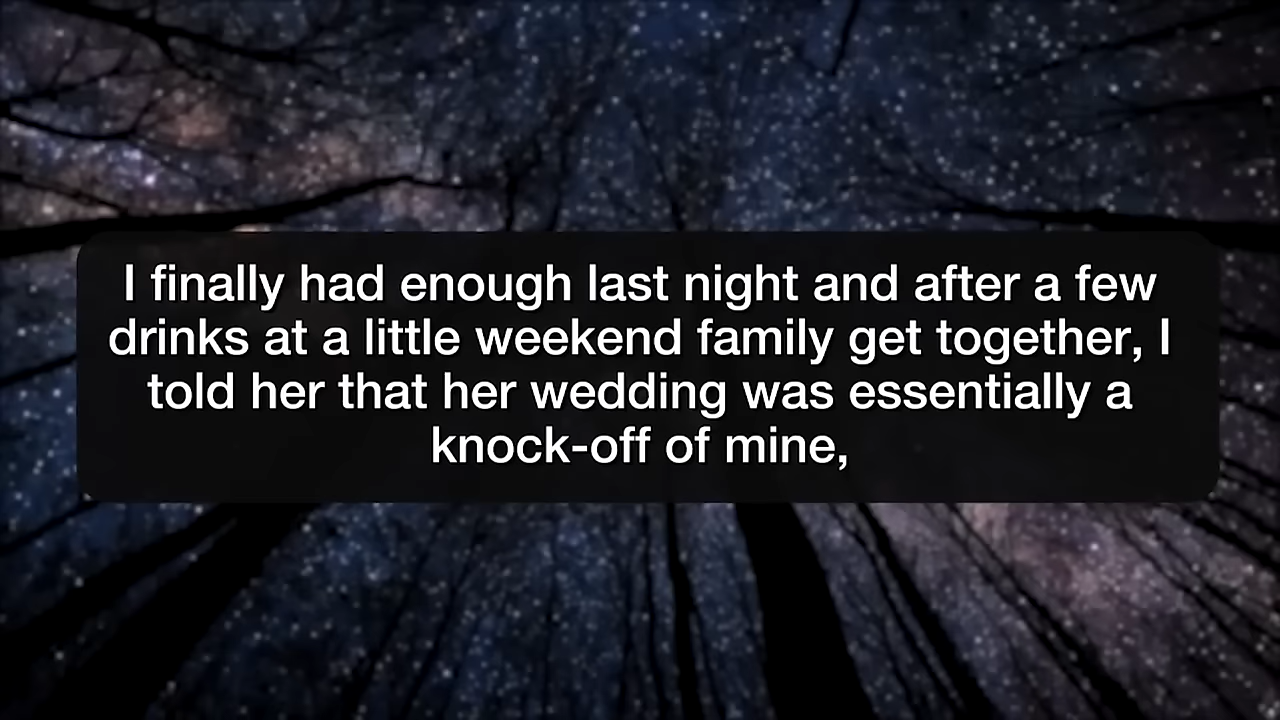 I finally had enough last night and after a few
drinks at a little weekend family get together, I
told her that her wedding was essentially a
knock-off of mine,